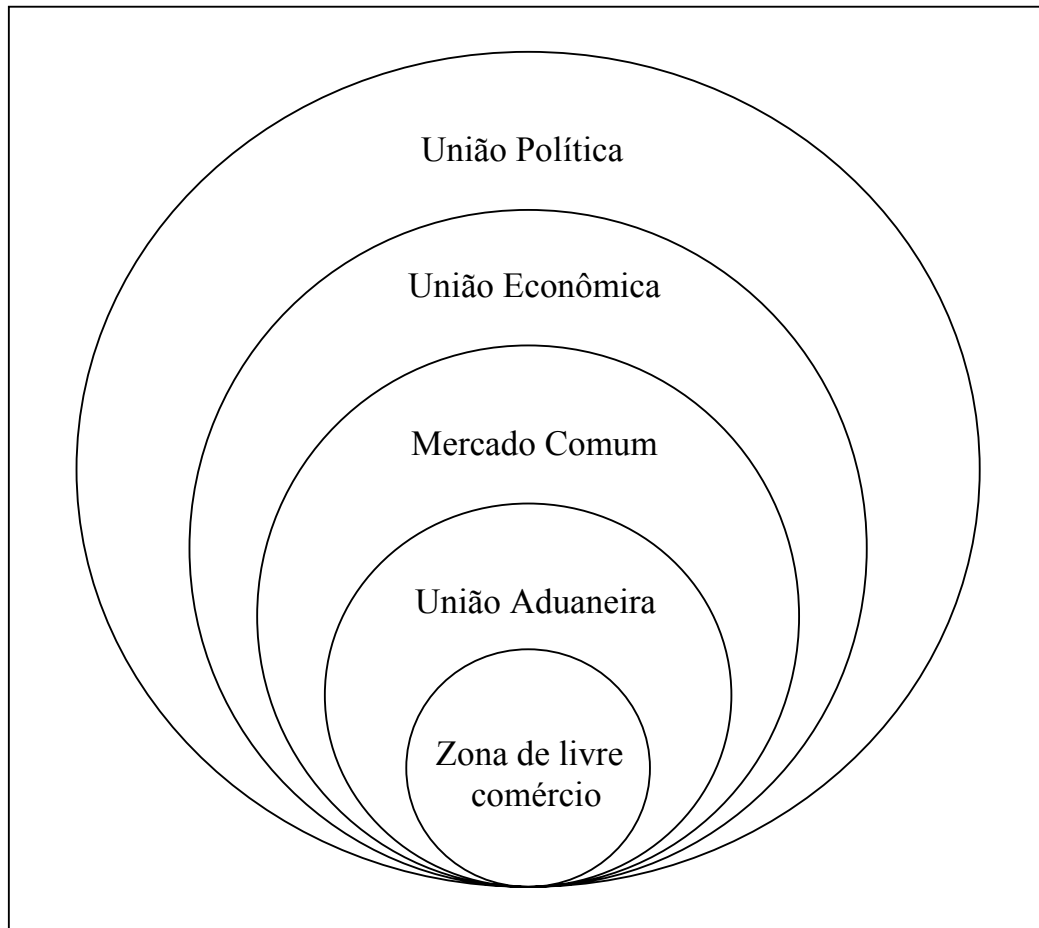 União Política
União Econômica
Mercado Comum
União Aduaneira
Zona de livre
comércio